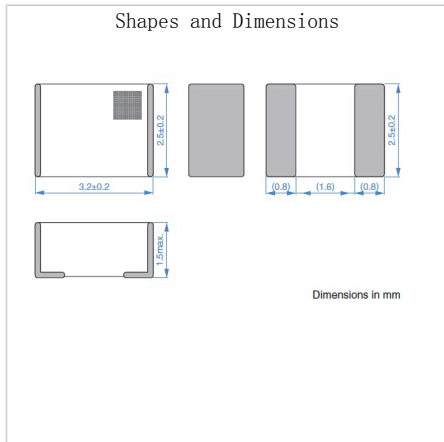 Shapes and Dimensions
2.5±0.2
2.5±0.2
3.2±0.2
(0.8)
(1.6)
(0.8)
1.5max.
Dimensions in mm